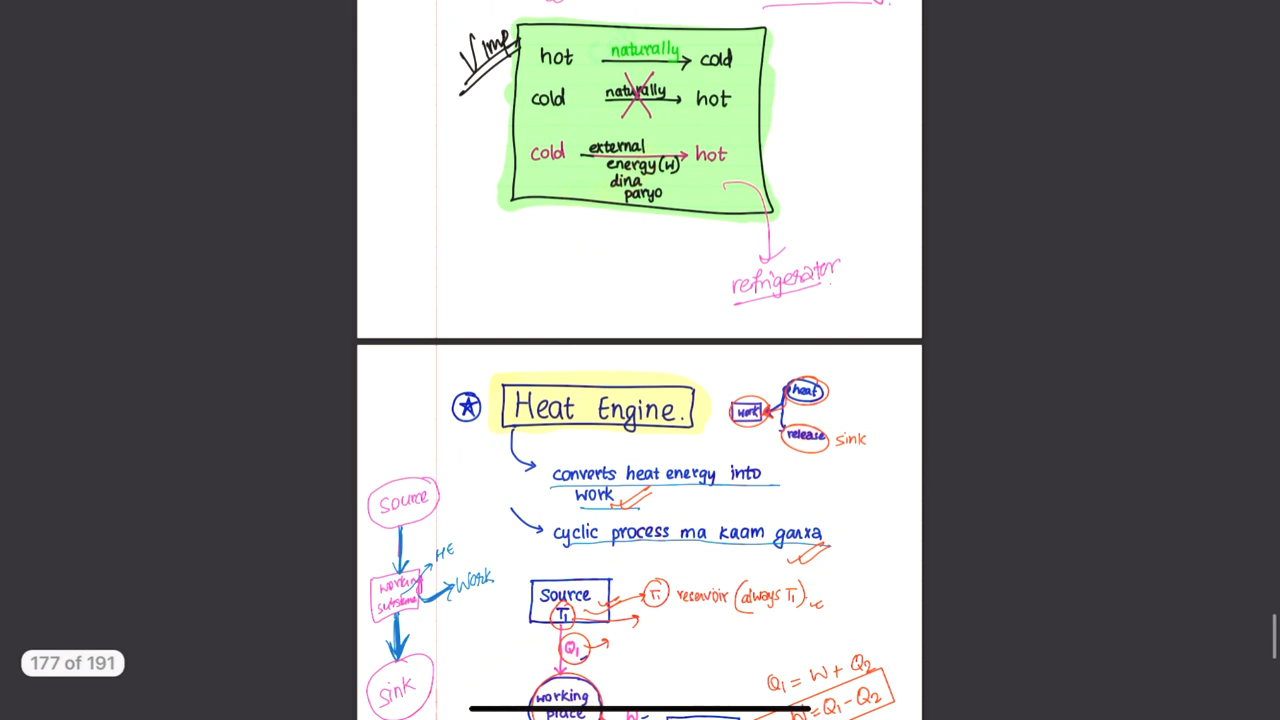 V imp
hot naturally cold
cold naturally hot
cold external hot
energy (W)
dina
paryo
refrigerator
Heat Engine.
heat
work
release sink
converts heat energy into
work
cyclic process ma kaam garxa
source
HE
working
Work
sink
Source
T1
T1 reservoir (always T1)
Q1
working
place
W=
Q1 = W + Q2
W = Q1 - Q2
177 of 191